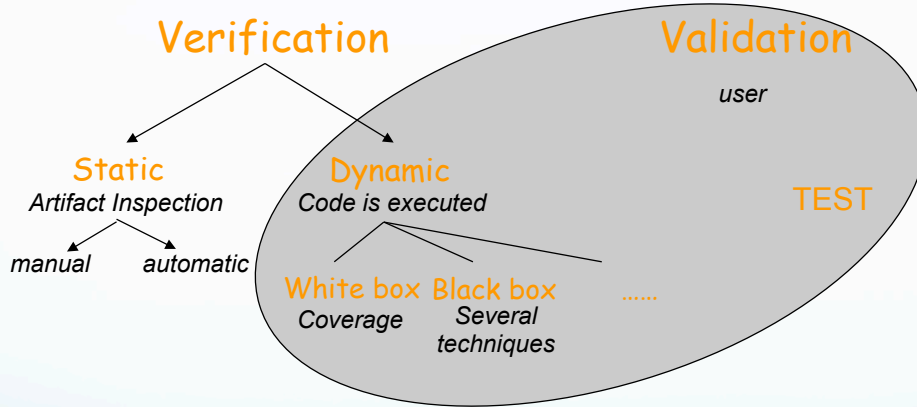 Verification
Validation
user
Static
Artifact Inspection
Dynamic
Code is executed
TEST
manual
automatic
White box
Coverage
Black box
Several
techniques
......